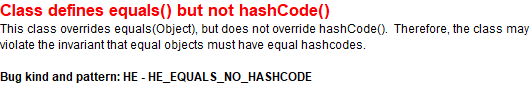 Class defines equals() but not hashCode()
This class overrides equals(Object), but does not override hashCode().  Therefore, the class may
violate the invariant that equal objects must have equal hashcodes.
Bug kind and pattern: HE - HE_EQUALS_NO_HASHCODE